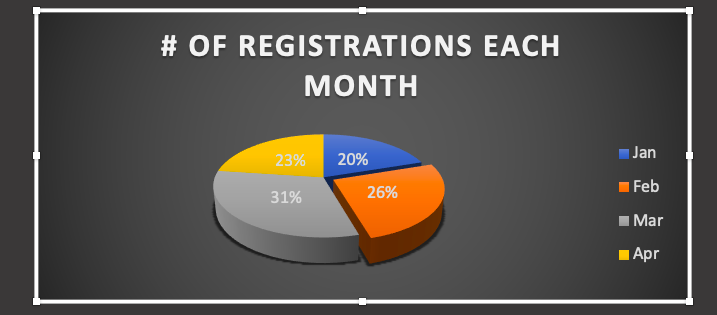 # OF REGISTRATIONS EACH
MONTH
23%
20%
31%
26%
Jan
Feb
Mar
Apr